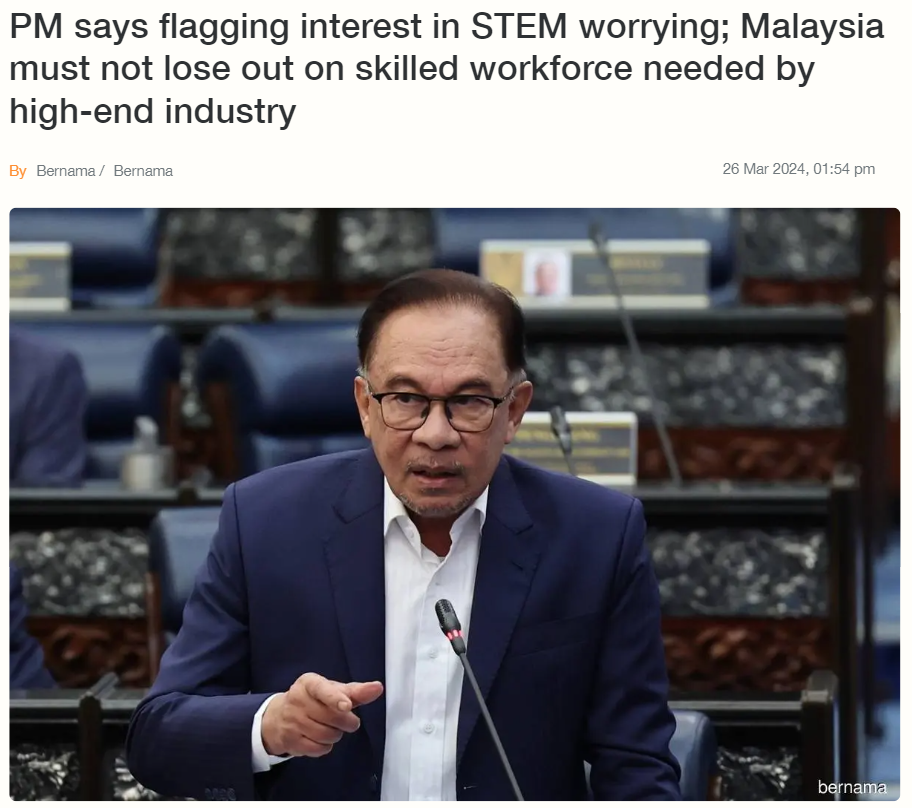 PM says flagging interest in STEM worrying; Malaysia
must not lose out on skilled workforce needed by
high-end industry
By Bernama / Bernama
26 Mar 2024, 01:54 pm
bernama